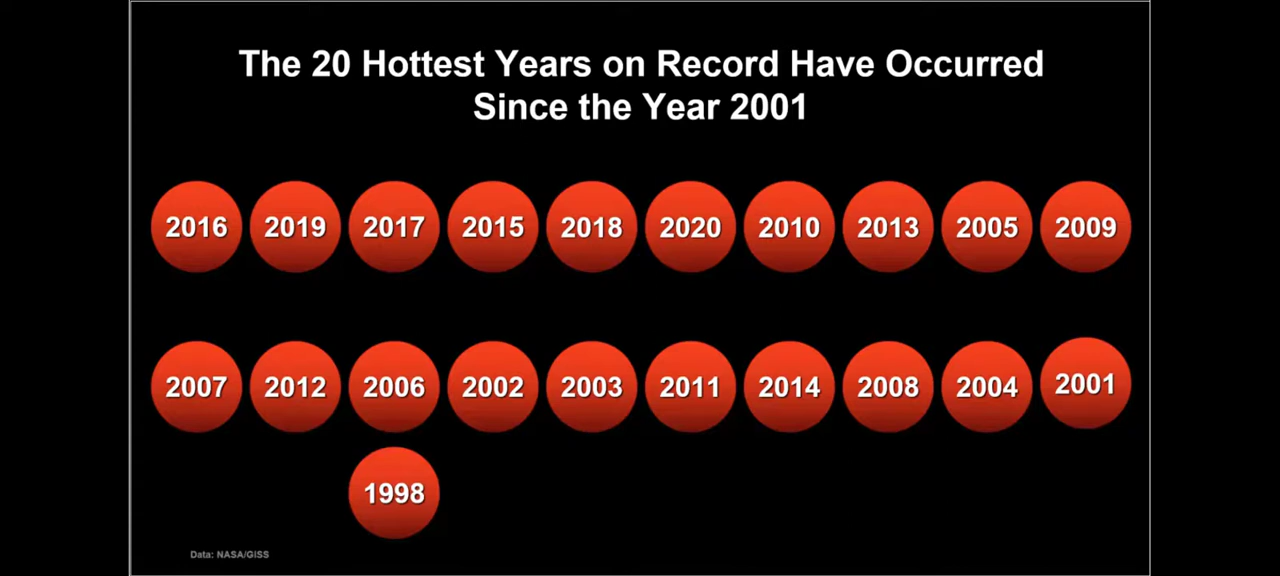 The 20 Hottest Years on Record Have Occurred
Since the Year 2001
2016 2019 2017 2015 2018 2020 2010 2013 2005 2009
2007 2012 2006 2002 2003 2011 2014 2008 2004 2001
1998
Data: NASA/GISS